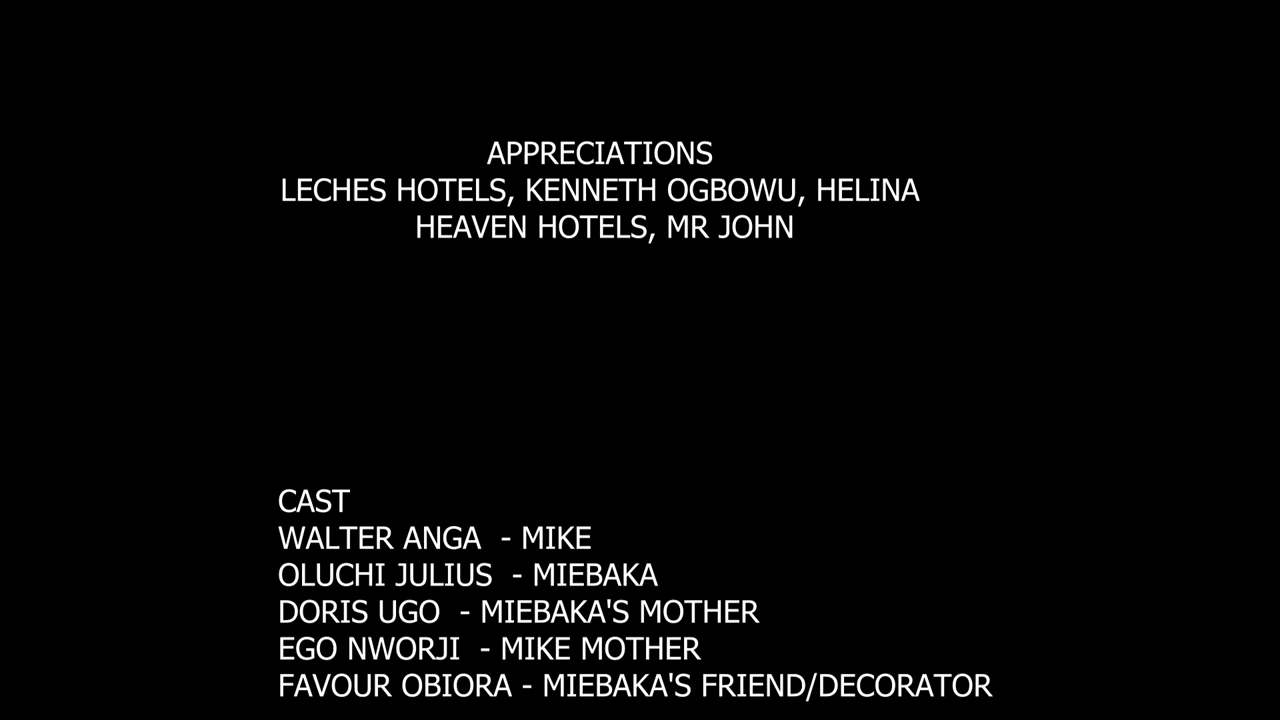 APPRECIATIONS
LECHES HOTELS, KENNETH OGBOWU, HELINA
HEAVEN HOTELS, MR JOHN
CAST
WALTER ANGA - MIKE
OLUCHI JULIUS - MIEBAKA
DORIS UGO - MIEBAKA'S MOTHER
EGO NWORJI - MIKE MOTHER
FAVOUR OBIORA - MIEBAKA'S FRIEND/DECORATOR